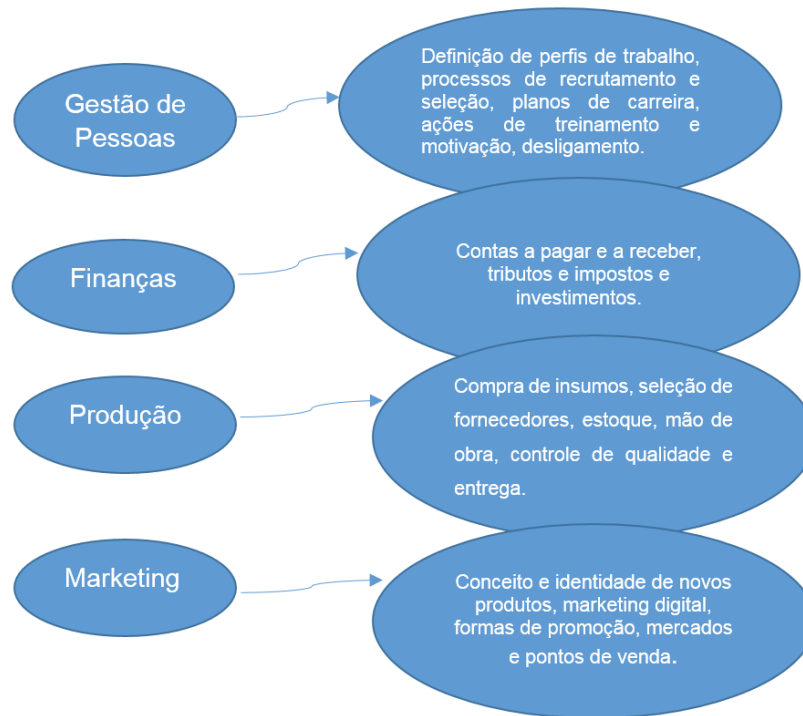 Gestão de
Pessoas
Definição de perfis de trabalho,
processos de recrutamento e
seleção, planos de carreira,
ações de treinamento e
motivação, desligamento.
Finanças
Contas a pagar e a receber,
tributos e impostos e
investimentos.
Produção
Compra de insumos, seleção de
fornecedores, estoque, mão de
obra, controle de qualidade e
entrega.
Marketing
Conceito e identidade de novos
produtos, marketing digital,
formas de promoção, mercados
e pontos de venda.